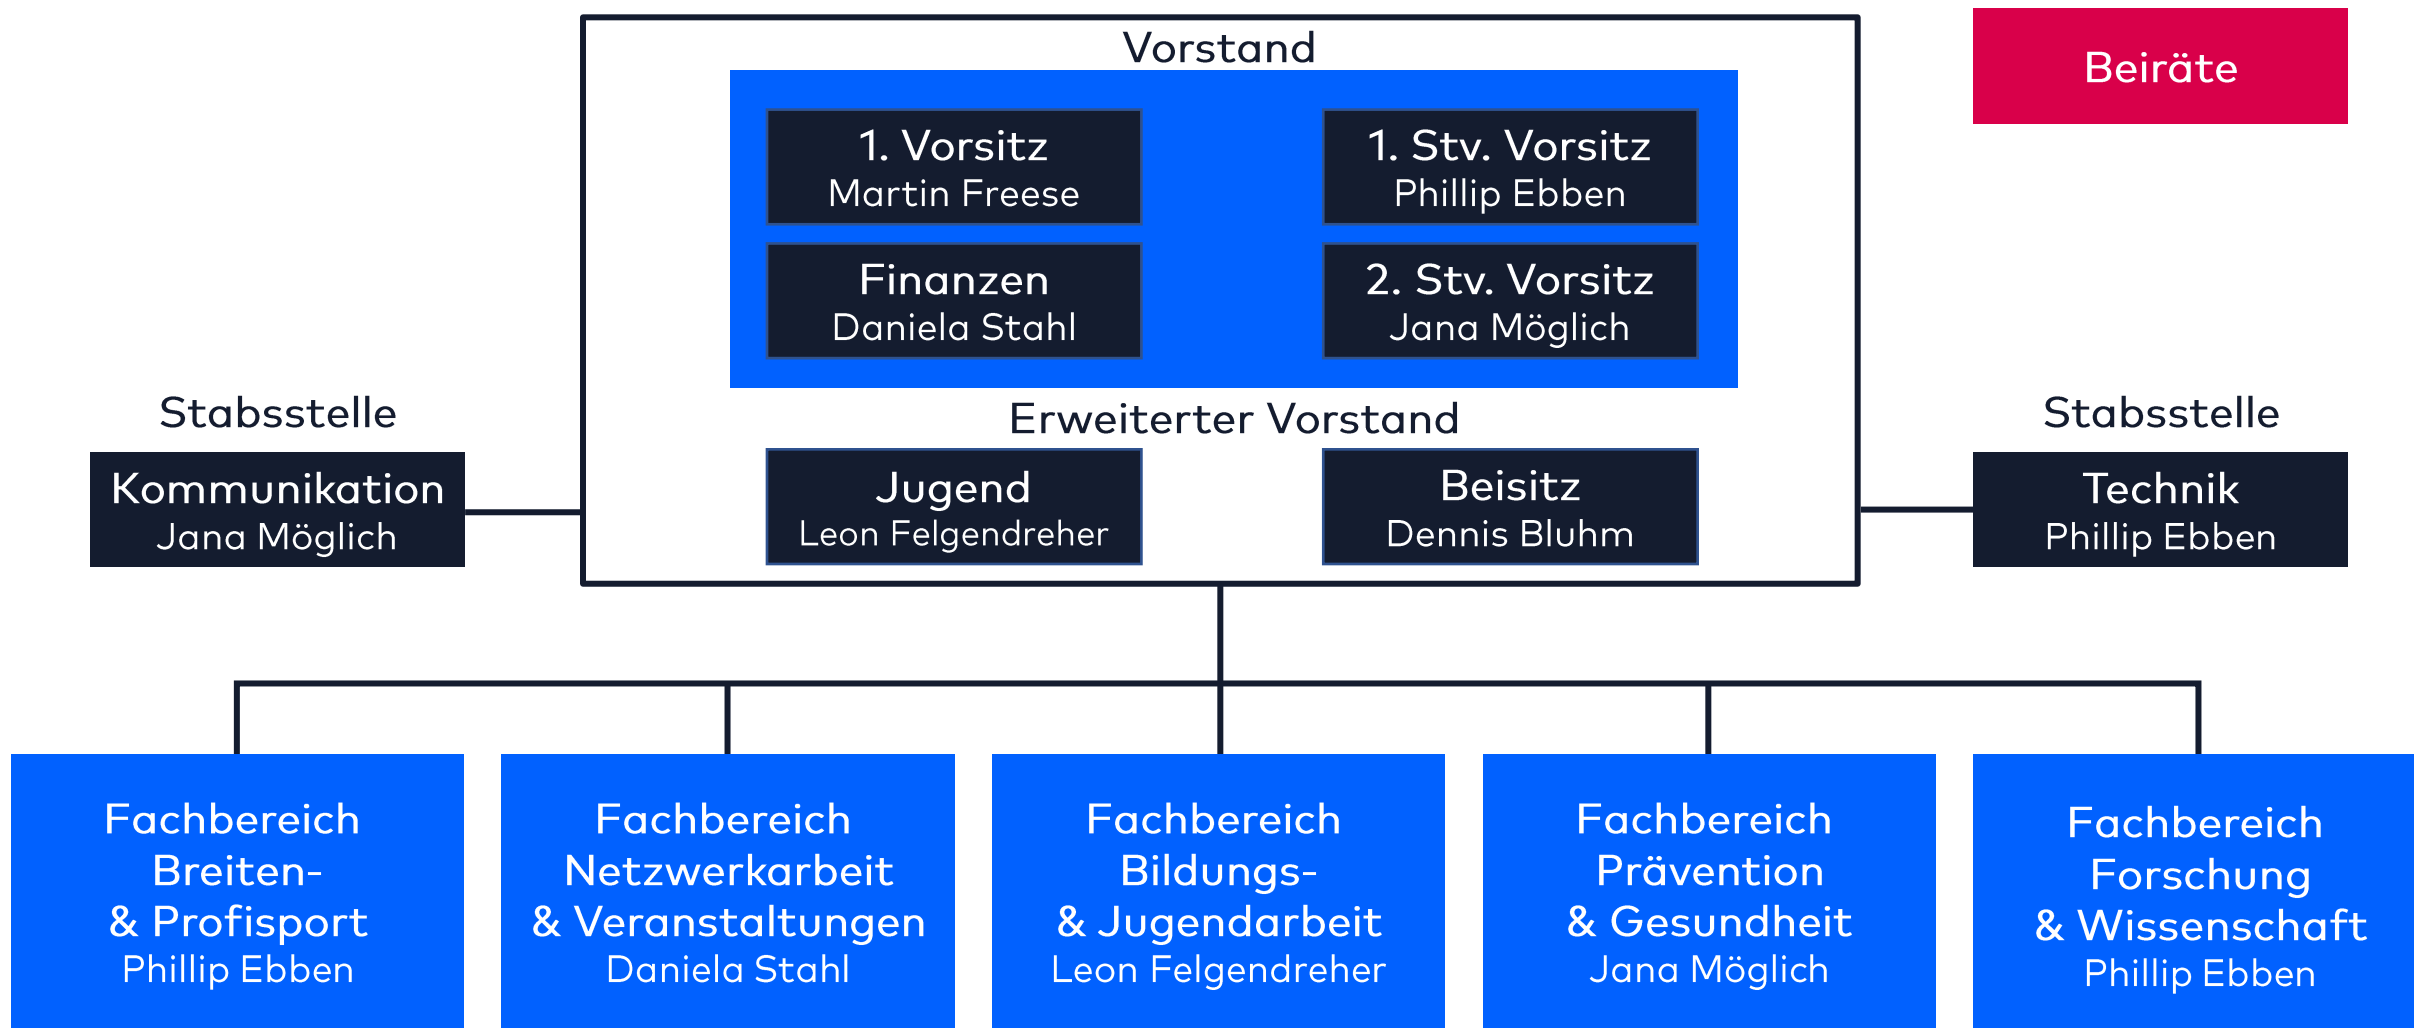 Vorstand
Beiräte
1. Vorsitz
Martin Freese
1. Stv. Vorsitz
Phillip Ebben
Finanzen
Daniela Stahl
2. Stv. Vorsitz
Jana Möglich
Erweiterter Vorstand
Jugend
Leon Felgendreher
Beisitz
Dennis Bluhm
Stabsstelle
Kommunikation
Jana Möglich
Stabsstelle
Technik
Phillip Ebben
Fachbereich
Breiten-
& Profisport
Phillip Ebben
Fachbereich
Netzwerkarbeit
& Veranstaltungen
Daniela Stahl
Fachbereich
Bildungs-
& Jugendarbeit
Leon Felgendreher
Fachbereich
Prävention
& Gesundheit
Jana Möglich
Fachbereich
Forschung
& Wissenschaft
Phillip Ebben